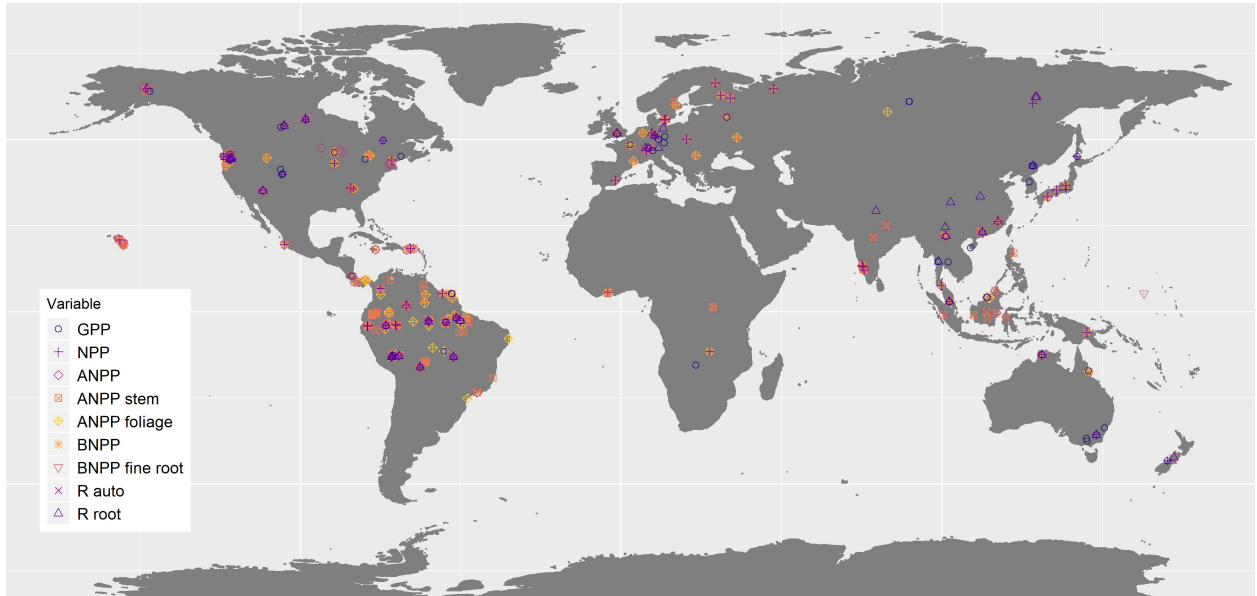 Variable
GPP
NPP
ANPP
ANPP stem
ANPP foliage
BNPP
BNPP fine root
R auto
R root